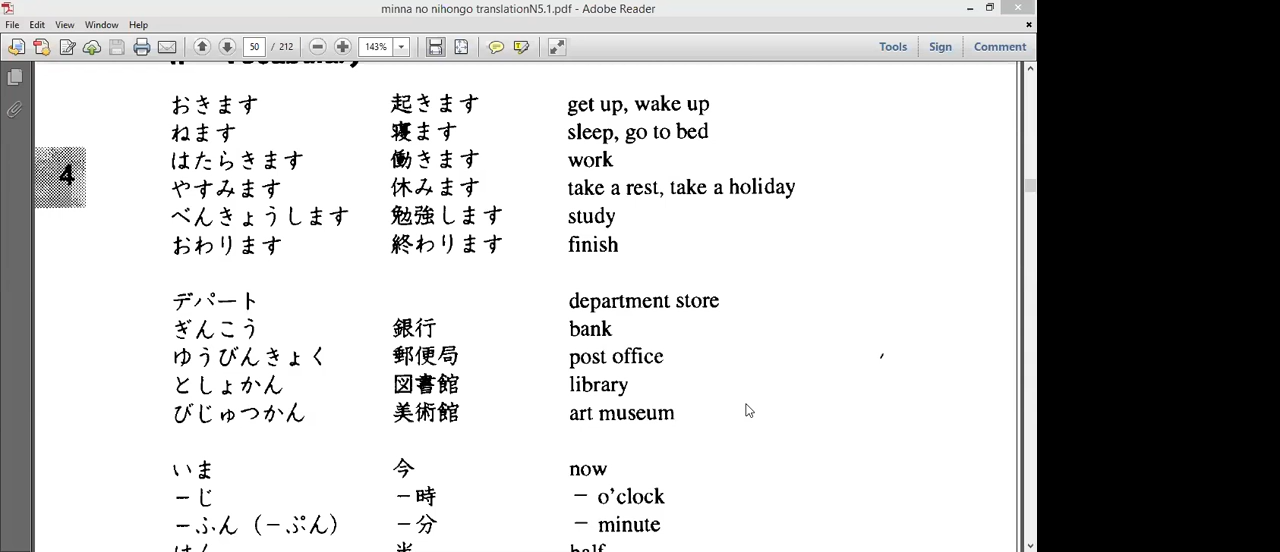 minna no nihongo translationN5.1.pdf - Adobe Reader
File Edit View Window Help
50 / 212 143% Tools Sign Comment
Vocabulary
おきます 起きます get up, wake up
ねます 寝ます sleep, go to bed
はたらきます 働きます work
4
やすみます 休みます take a rest, take a holiday
べんきょうします 勉強します study
おわります 終わります finish
デパート department store
ぎんこう 銀行 bank
ゆうびんきょく 郵便局 post office
としょかん 図書館 library
びじゅつかん 美術館 art museum
いま 今 now
－じ －時 － o'clock
－ふん（－ぷん） －分 － minute
はん 半 half